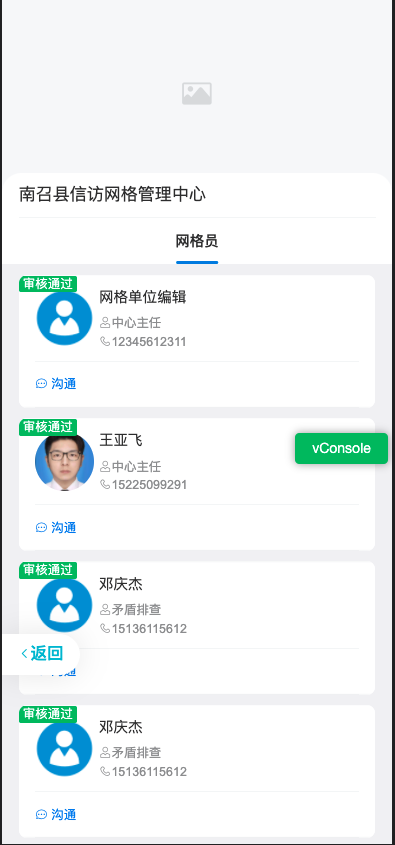 南召县信访网格管理中心
网格员
审核通过
网格单位编辑
中心主任
12345612311
沟通
审核通过
王亚飞
vConsole
中心主任
15225099291
沟通
审核通过
邓庆杰
矛盾排查
15136115612
返回
沟通
审核通过
邓庆杰
矛盾排查
15136115612
沟通